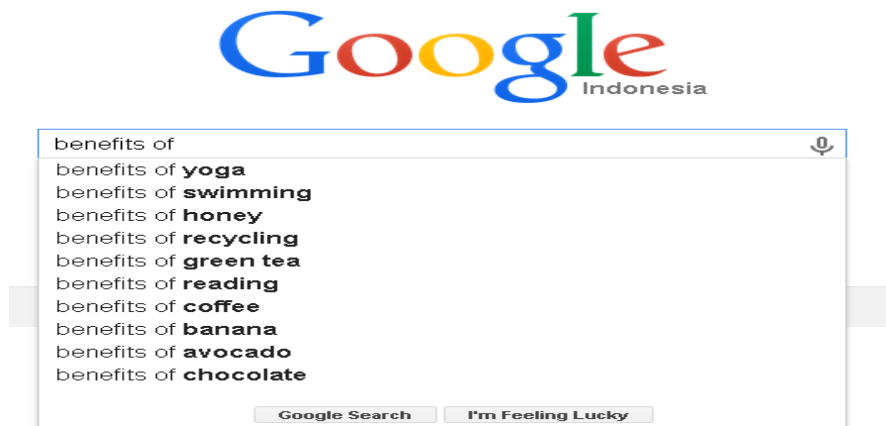 Google
Indonesia
benefits of
benefits of yoga
benefits of swimming
benefits of honey
benefits of recycling
benefits of green tea
benefits of reading
benefits of coffee
benefits of banana
benefits of avocado
benefits of chocolate
Google Search I'm Feeling Lucky